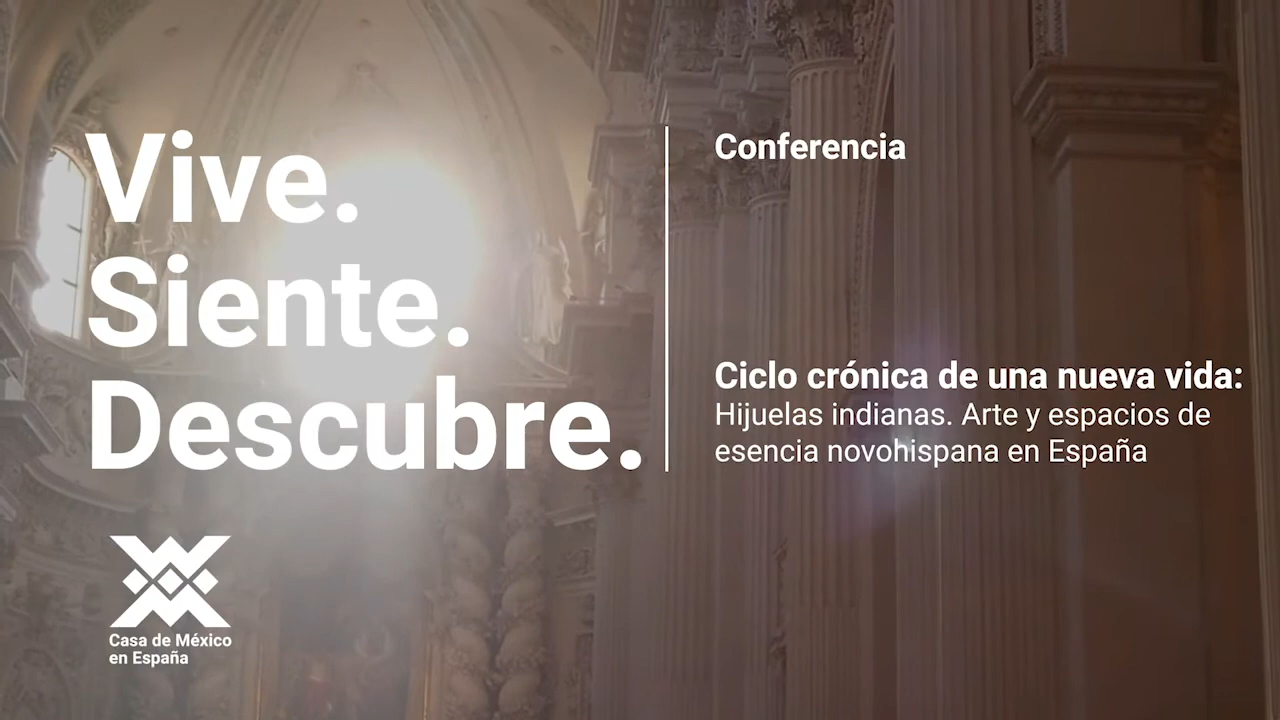 Vive.
Siente.
Descubre.
Conferencia
Ciclo crónica de una nueva vida:
Hijuelas indianas. Arte y espacios de
esencia novohispana en España
Casa de México
en España